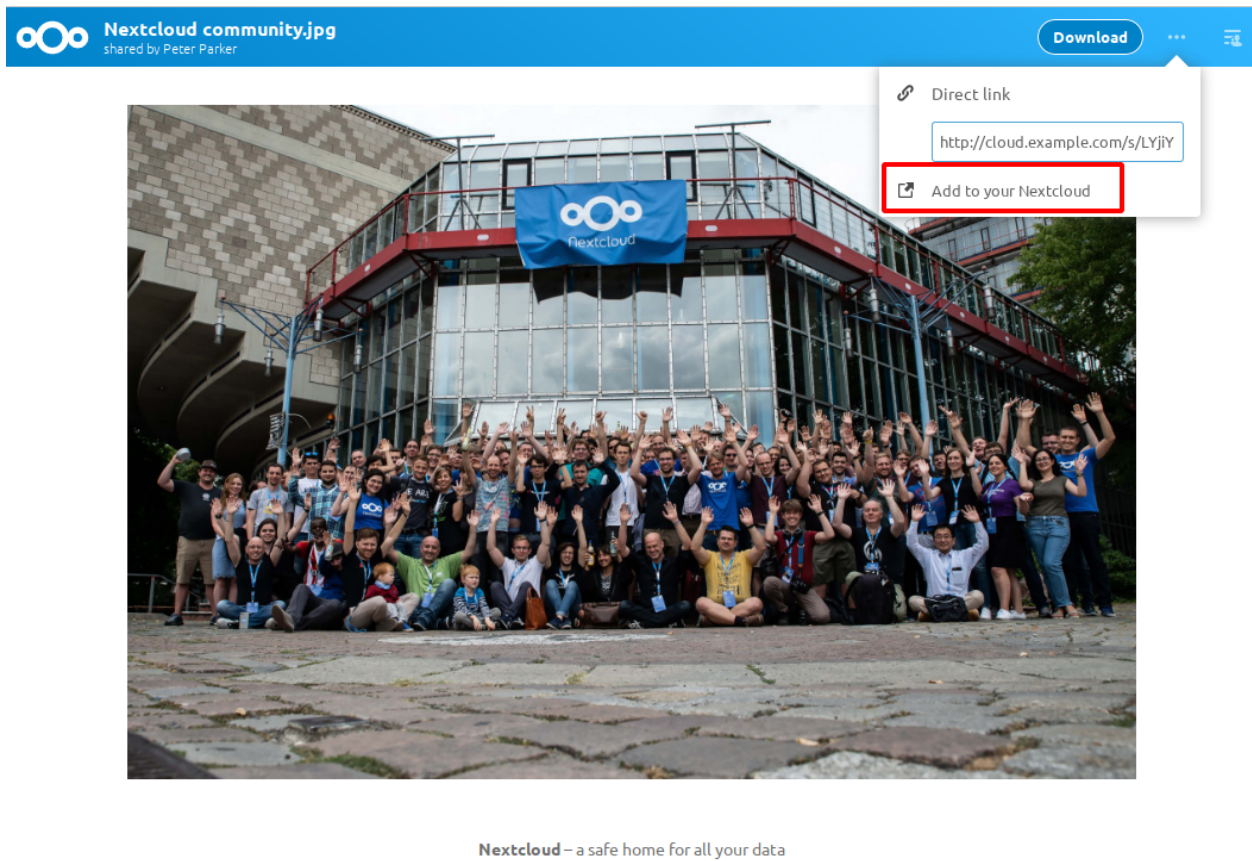 Nextcloud community.jpg
shared by Peter Parker
Download
Direct link
http://cloud.example.com/s/LYjiY
Add to your Nextcloud
Nextcloud
Nextcloud – a safe home for all your data